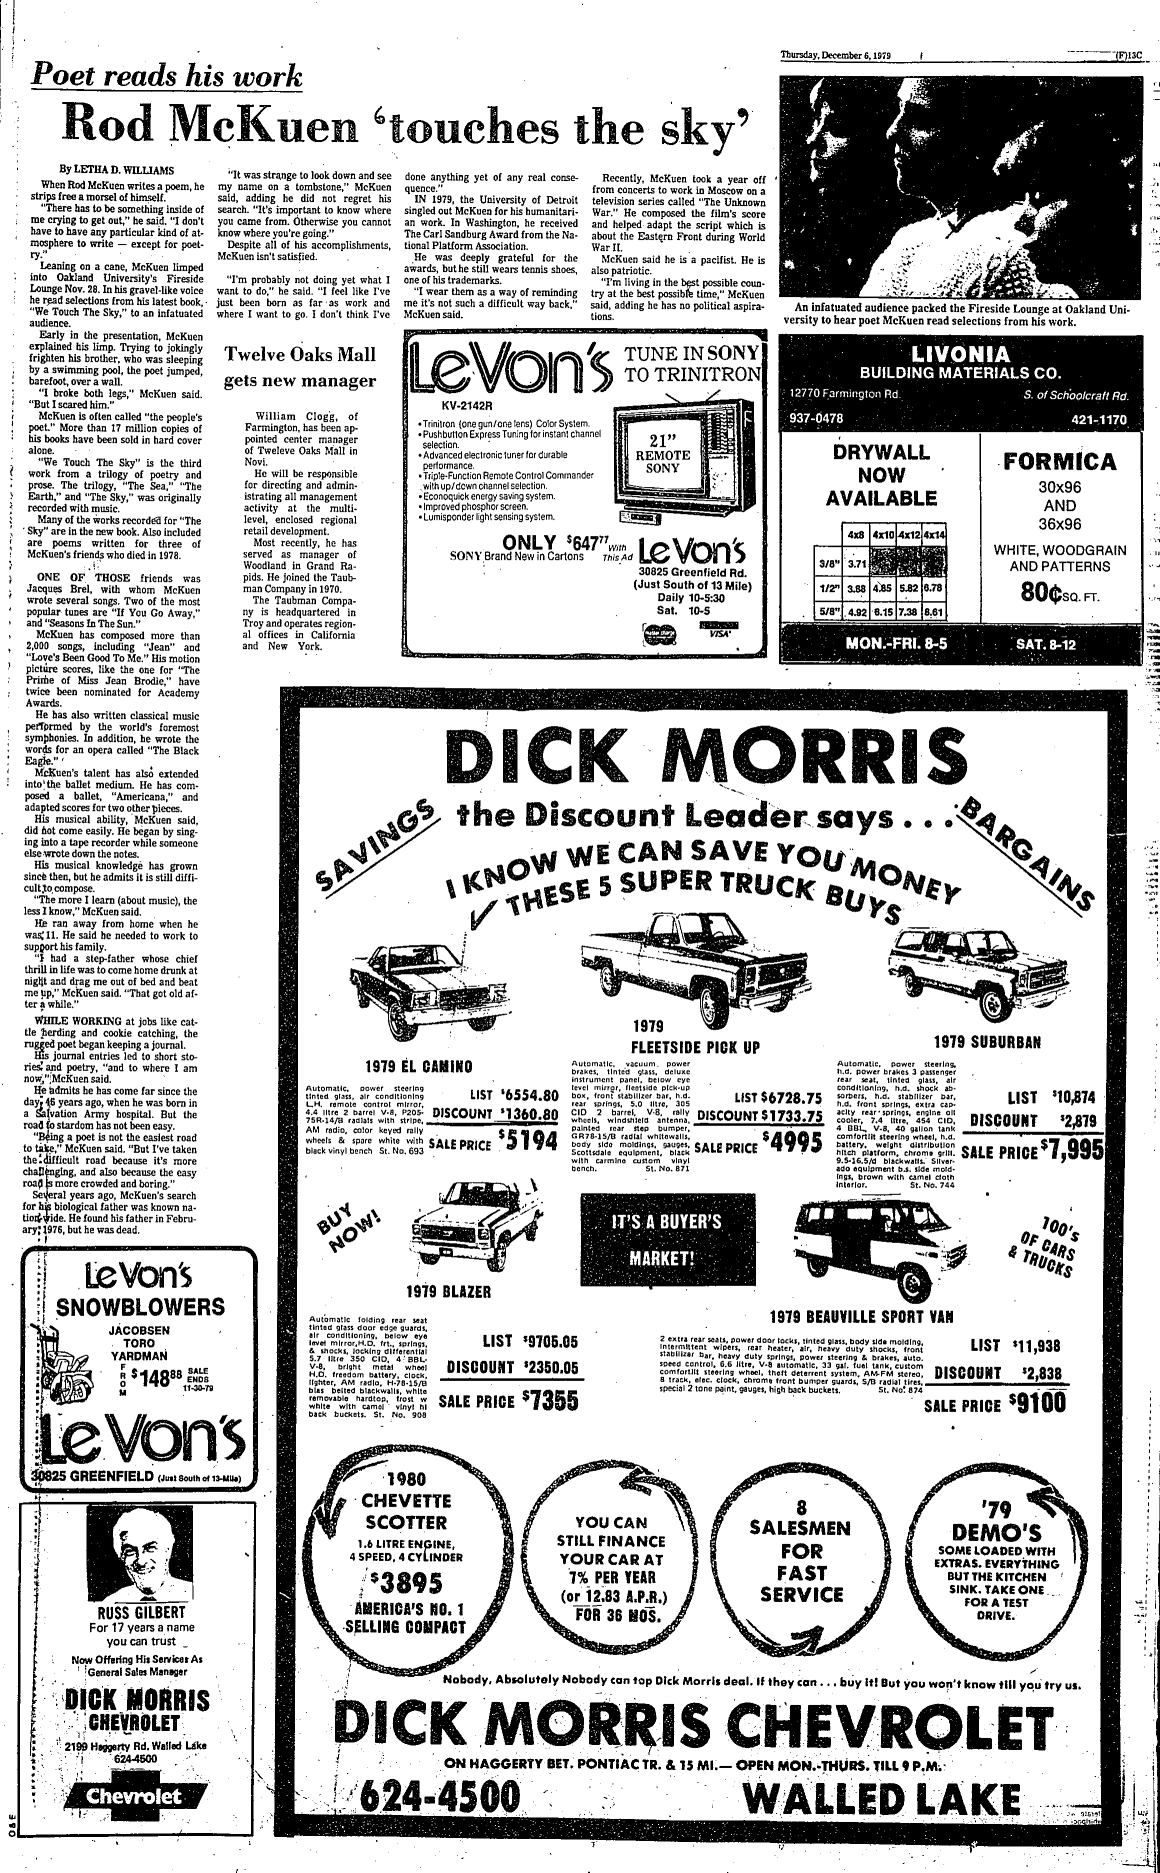 Thursday, December 6, 1979
(F)13C
Poet reads his work
Rod McKuen ‘touches the sky’
By LETHA D. WILLIAMS
When Rod McKuen writes a poem, he
strips free a morsel of himself.
"There has to be something inside of
me crying to get out," he said. "I don't
have to have any particular kind of at-
mosphere to write — except for poet-
ry."
Leaning on a cane, McKuen limped
into Oakland University's Fireside
Lounge Nov. 28. In his gravel-like voice
he read selections from his latest book,
"We Touch The Sky," to an infatuated
audience.
Early in the presentation, McKuen
explained his limp. Trying to jokingly
frighten his brother, who was sleeping
by a swimming pool, the poet jumped,
barefoot, over a wall.
"I broke both legs," McKuen said.
"But I scared him."
McKuen is often called "the people's
poet." More than 17 million copies of
his books have been sold in hard cover
alone.
"We Touch The Sky" is the third
work from a trilogy of poetry and
prose. The trilogy, "The Sea," "The
Earth," and "The Sky," was originally
recorded with music.
Many of the works recorded for "The
Sky" are in the new book. Also included
are poems written for three of
McKuen's friends who died in 1978.
ONE OF THOSE friends was
Jacques Brel, with whom McKuen
wrote several songs. Two of the most
popular tunes are "If You Go Away,"
and "Seasons In The Sun."
McKuen has composed more than
2,000 songs, including "Jean" and
"Love's Been Good To Me." His motion
picture scores, like the one for "The
Prime of Miss Jean Brodie," have
twice been nominated for Academy
Awards.
He has also written classical music
performed by the world's foremost
symphonies. In addition, he wrote the
words for an opera called "The Black
Eagle."
McKuen's talent has also extended
into the ballet medium. He has com-
posed a ballet, "Americana," and
adapted scores for two other pieces.
His musical ability, McKuen said,
did not come easily. He began by sing-
ing into a tape recorder while someone
else wrote down the notes.
His musical knowledge has grown
since then, but he admits it is still diffi-
cult to compose.
"The more I learn (about music), the
less I know," McKuen said.
He ran away from home when he
was 11. He said he needed to work to
support his family.
"I had a step-father whose chief
thrill in life was to come home drunk at
night and drag me out of bed and beat
me up," McKuen said. "That got old af-
ter a while."
WHILE WORKING at jobs like cat-
tle herding and cookie catching, the
rugged poet began keeping a journal.
His journal entries led to short sto-
ries and poetry, "and to where I am
now," McKuen said.
He admits he has come far since the
day, 46 years ago, when he was born in
a Salvation Army hospital. But the
road to stardom has not been easy.
"Being a poet is not the easiest road
to take," McKuen said. "But I've taken
the difficult road because it's more
challenging, and also because the easy
road is more crowded and boring."
Several years ago, McKuen's search
for his biological father was known na-
tion-wide. He found his father in Febru-
ary, 1976, but he was dead.
"It was strange to look down and see
my name on a tombstone," McKuen
said, adding he did not regret his
search. "It's important to know where
you came from. Otherwise you cannot
know where you're going."
Despite all of his accomplishments,
McKuen isn't satisfied.
"I'm probably not doing yet what I
want to do," he said. "I feel like I've
just been born as far as work and
where I want to go. I don't think I've
done anything yet of any real conse-
quence."
IN 1979, the University of Detroit
singled out McKuen for his humanitari-
an work. In Washington, he received
The Carl Sandburg Award from the Na-
tional Platform Association.
He was deeply grateful for the
awards, but he still wears tennis shoes,
one of his trademarks.
"I wear them as a way of reminding
me it's not such a difficult way back,"
McKuen said.
Recently, McKuen took a year off
from concerts to work in Moscow on a
television series called "The Unknown
War." He composed the film's score
and helped adapt the script which is
about the Eastern Front during World
War II.
McKuen said he is a pacifist. He is
also patriotic.
"I'm living in the best possible coun-
try at the best possible time," McKuen
said, adding he has no political aspira-
tions.
An infatuated audience packed the Fireside Lounge at Oakland Uni-
versity to hear poet McKuen read selections from his work.
Twelve Oaks Mall
gets new manager
William Clogg, of
Farmington, has been ap-
pointed center manager
of Tweleve Oaks Mall in
Novi.
He will be responsible
for directing and admin-
istrating all management
activity at the multi-
level, enclosed regional
retail development.
Most recently, he has
served as manager of
Woodland in Grand Ra-
pids. He joined the Taub-
man Company in 1970.
The Taubman Compa-
ny is headquartered in
Troy and operates region-
al offices in California
and New York.
LeVon's
TUNE IN SONY
TO TRINITRON
KV-2142R
• Trinitron (one gun/one lens) Color System.
• Pushbutton Express Tuning for instant channel
selection.
• Advanced electronic tuner for durable
performance.
• Triple-Function Remote Control Commander
with up/down channel selection.
• Econoquick energy saving system.
• Improved phosphor screen.
• Lumisponder light sensing system.
21"
REMOTE
SONY
ONLY $647.77 With
This Ad
SONY Brand New in Cartons
LeVon's
30825 Greenfield Rd.
(Just South of 13 Mile)
Daily 10-5:30
Sat. 10-5
master charge
VISA
LIVONIA
BUILDING MATERIALS CO.
12770 Farmington Rd. S. of Schoolcraft Rd.
937-0478 421-1170
DRYWALL
NOW
AVAILABLE
4x8 4x10 4x12 4x14
3/8" 3.71
1/2" 3.88 4.85 5.82 6.78
5/8" 4.92 6.15 7.38 8.61
FORMICA
30x96
AND
36x96
WHITE, WOODGRAIN
AND PATTERNS
80¢ SQ. FT.
MON.-FRI. 8-5 SAT. 8-12
DICK MORRIS
the Discount Leader says . . .
SAVINGS
BARGAINS
I KNOW WE CAN SAVE YOU MONEY
THESE 5 SUPER TRUCK BUYS
1979 EL CAMINO
Automatic, power steering
tinted glass, air conditioning
L.H. remote control mirror,
4.4 litre 2 barrel V-8, P205-
75R-14/B radials with stripe,
AM radio, color keyed rally
wheels & spare white with
black vinyl bench St. No. 693
LIST $6554.80
DISCOUNT $1360.80
SALE PRICE $5194
1979
FLEETSIDE PICK UP
Automatic, vacuum power
brakes, tinted glass, deluxe
instrument panel, below eye
level mirror, fleetside pick-up
box, front stabilizer bar, h.d.
rear springs, 5.0 litre, 305
CID 2 barrel, V-8, rally
wheels, windshield antenna,
painted rear step bumper,
GR78-15/B radial whitewalls,
body side moldings, gauges,
Scottsdale equipment, black
with carmine custom vinyl
bench. St. No. 871
LIST $6728.75
DISCOUNT $1733.75
SALE PRICE $4995
1979 SUBURBAN
Automatic, power steering,
h.d. power brakes 3 passenger
rear seat, tinted glass, air
conditioning, h.d. shock ab-
sorbers, h.d. stabilizer bar,
h.d. front springs, extra cap-
acity rear springs, engine oil
cooler, 7.4 litre, 454 CID,
4 BBL, V-8, 40 gallon tank
comfortilt steering wheel, h.d.
battery, weight distribution
hitch platform, chrome grill.
9.5-16.5/d blackwalls. Silver-
ado equipment b.s. side mold-
ings, brown with camel cloth
interior. St. No. 744
LIST $10,874
DISCOUNT $2,879
SALE PRICE $7,995
BUY
NOW!
1979 BLAZER
Automatic folding rear seat
tinted glass door edge guards,
air conditioning, below eye
level mirror, H.D. frt., springs,
& shocks, locking differential
5.7 litre 350 CID, 4 BBL-
V-8, bright metal wheel
H.D. freedom battery, clock,
lighter, AM radio, H-78-15/B
bias belted blackwalls, white
removable hardtop, frost w
white with camel vinyl hi
back buckets. St. No. 908
LIST $9705.05
DISCOUNT $2350.05
SALE PRICE $7355
IT'S A BUYER'S
MARKET!
100's
OF CARS
& TRUCKS
1979 BEAUVILLE SPORT VAN
2 extra rear seats, power door locks, tinted glass, body side molding,
intermittent wipers, rear heater, air, heavy duty shocks, front
stabilizer bar, heavy duty springs, power steering & brakes, auto.
speed control, 6.6 litre, V-8 automatic, 33 gal. fuel tank, custom
comfortilt steering wheel, theft deterrent system, AM-FM stereo,
8 track, elec. clock, chrome front bumper guards, S/B radial tires,
special 2 tone paint, gauges, high back buckets. St. No. 874
LIST $11,938
DISCOUNT $2,838
SALE PRICE $9100
1980
CHEVETTE
SCOTTER
1.6 LITRE ENGINE,
4 SPEED, 4 CYLINDER
$3895
AMERICA'S NO. 1
SELLING COMPACT
YOU CAN
STILL FINANCE
YOUR CAR AT
7% PER YEAR
(or 12.83 A.P.R.)
FOR 36 MOS.
8
SALESMEN
FOR
FAST
SERVICE
'79
DEMO'S
SOME LOADED WITH
EXTRAS. EVERYTHING
BUT THE KITCHEN
SINK. TAKE ONE
FOR A TEST
DRIVE.
Nobody, Absolutely Nobody can top Dick Morris deal. If they can . . . buy it! But you won't know till you try us.
DICK MORRIS CHEVROLET
ON HAGGERTY BET. PONTIAC TR. & 15 MI.— OPEN MON.-THURS. TILL 9 P.M.
624-4500 WALLED LAKE
LeVon's
SNOWBLOWERS
JACOBSEN
TORO
YARDMAN
FROM $148.88 SALE
ENDS
11-30-79
LeVon's
30825 GREENFIELD (Just South of 13-Mile)
RUSS GILBERT
For 17 years a name
you can trust
Now Offering His Services As
General Sales Manager
DICK MORRIS
CHEVROLET
2199 Haggerty Rd. Walled Lake
624-4500
Chevrolet
O&E